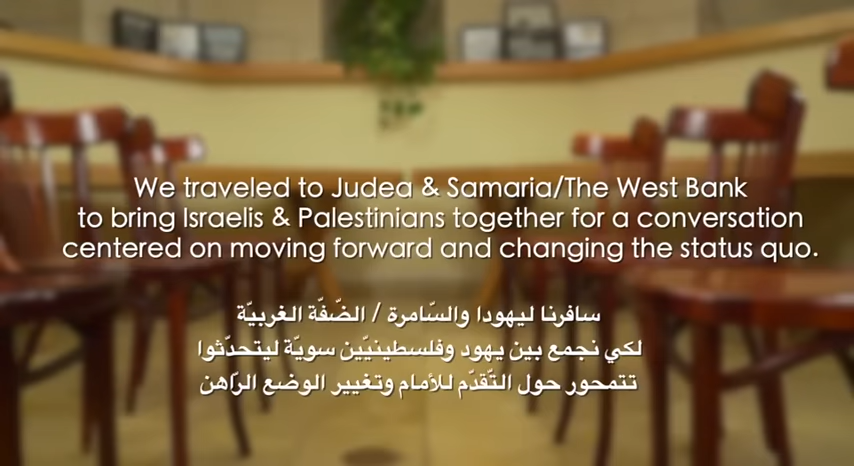 We traveled to Judea & Samaria/The West Bank
to bring Israelis & Palestinians together for a conversation
centered on moving forward and changing the status quo.
سافرنا ليهودا والسّامرة / الضّفّة الغربيّة
لكي نجمع بين يهود وفلسطينيّين سويّة ليتحدّثوا
تتمحور حول التّقدّم للأمام وتغيير الوضع الرّاهن